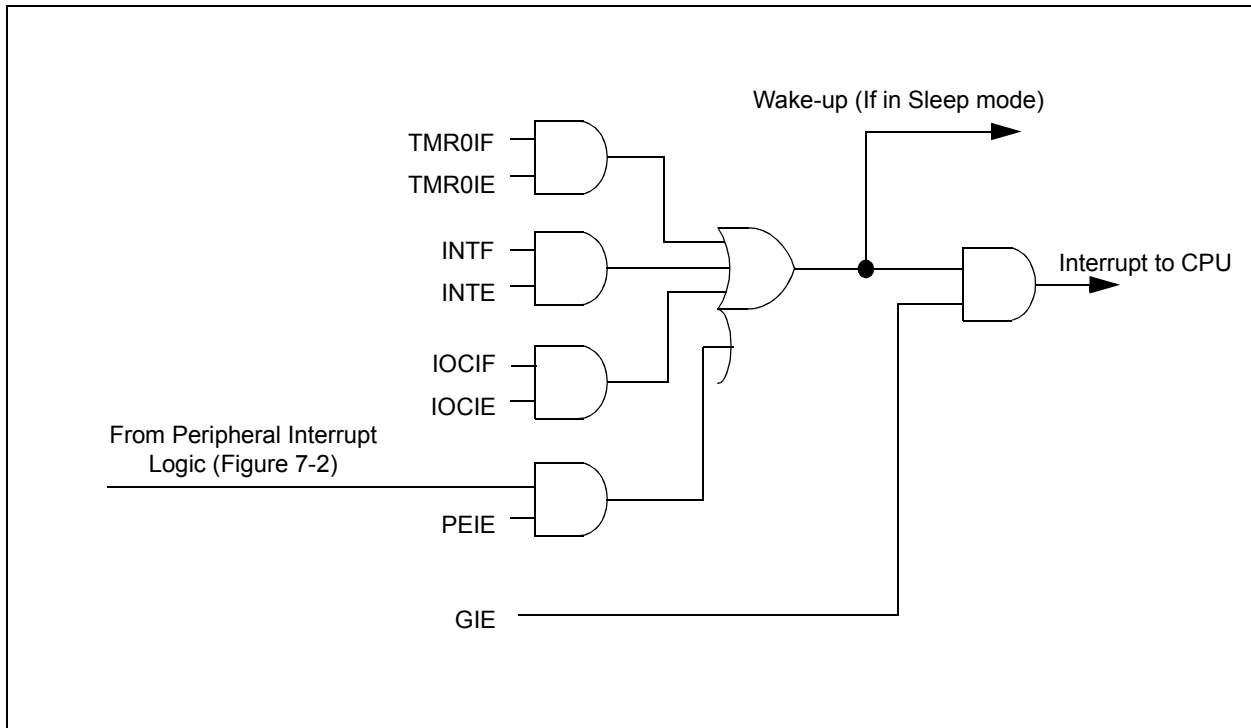 Wake-up (If in Sleep mode)
TMR0IF
TMR0IE
INTF
INTE
Interrupt to CPU
IOCIF
IOCIE
From Peripheral Interrupt
Logic (Figure 7-2)
PEIE
GIE